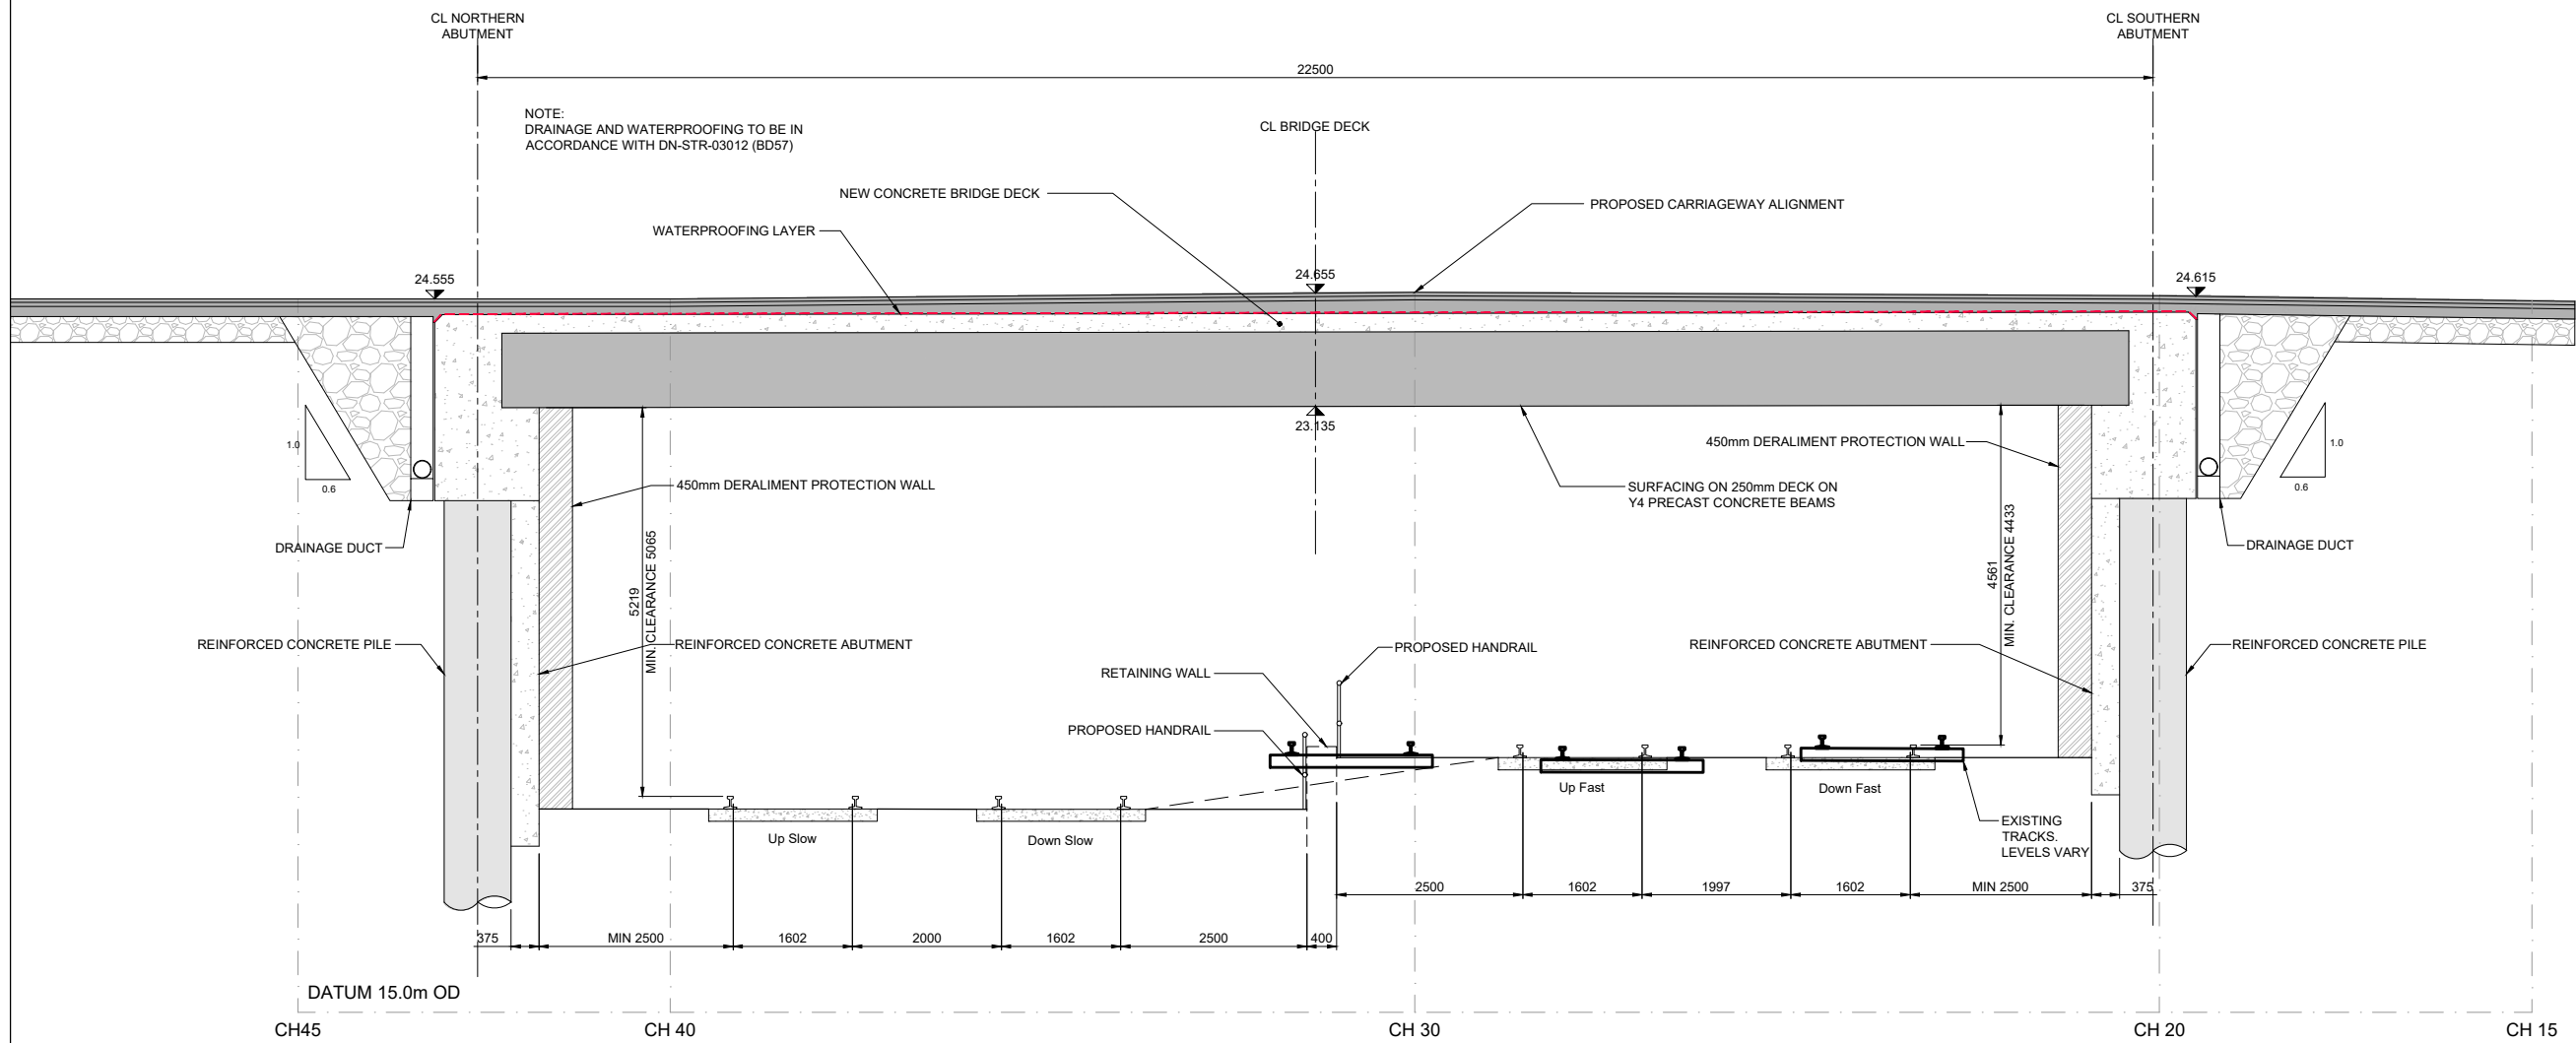 CL NORTHERN
ABUTMENT
CL SOUTHERN
ABUTMENT
22500
NOTE:
DRAINAGE AND WATERPROOFING TO BE IN
ACCORDANCE WITH DN-STR-03012 (BD57)
CL BRIDGE DECK
NEW CONCRETE BRIDGE DECK
PROPOSED CARRIAGEWAY ALIGNMENT
WATERPROOFING LAYER
24.555
24.655
24.615
23.135
1.0
0.6
450mm DERALIMENT PROTECTION WALL
450mm DERALIMENT PROTECTION WALL
1.0
0.6
SURFACING ON 250mm DECK ON
Y4 PRECAST CONCRETE BEAMS
DRAINAGE DUCT
DRAINAGE DUCT
5219
MIN. CLEARANCE 5065
4561
MIN. CLEARANCE 4433
REINFORCED CONCRETE PILE
REINFORCED CONCRETE ABUTMENT
PROPOSED HANDRAIL
REINFORCED CONCRETE ABUTMENT
REINFORCED CONCRETE PILE
RETAINING WALL
PROPOSED HANDRAIL
Up Fast
Down Fast
EXISTING
TRACKS.
LEVELS VARY
Up Slow
Down Slow
2500
1602
1997
1602
MIN 2500
375
375
MIN 2500
1602
2000
1602
2500
400
DATUM 15.0m OD
CH45
CH 40
CH 30
CH 20
CH 15